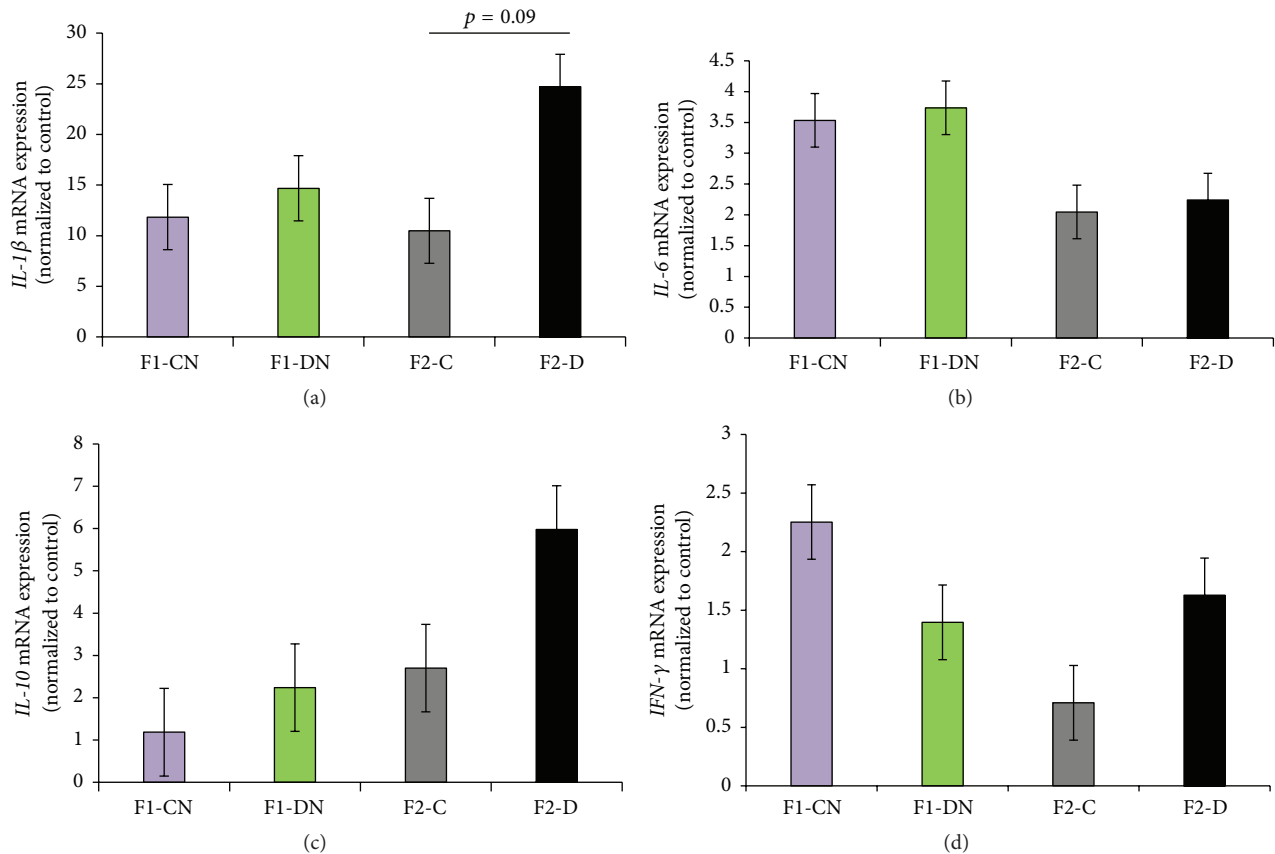 p = 0.09
IL-1β mRNA expression
(normalized to control)
30
25
20
15
10
5
0
F1-CN F1-DN F2-C F2-D
(a)
IL-6 mRNA expression
(normalized to control)
4.5
4
3.5
3
2.5
2
1.5
1
0.5
0
F1-CN F1-DN F2-C F2-D
(b)
IL-10 mRNA expression
(normalized to control)
8
7
6
5
4
3
2
1
0
F1-CN F1-DN F2-C F2-D
(c)
IFN-γ mRNA expression
(normalized to control)
3
2.5
2
1.5
1
0.5
0
F1-CN F1-DN F2-C F2-D
(d)